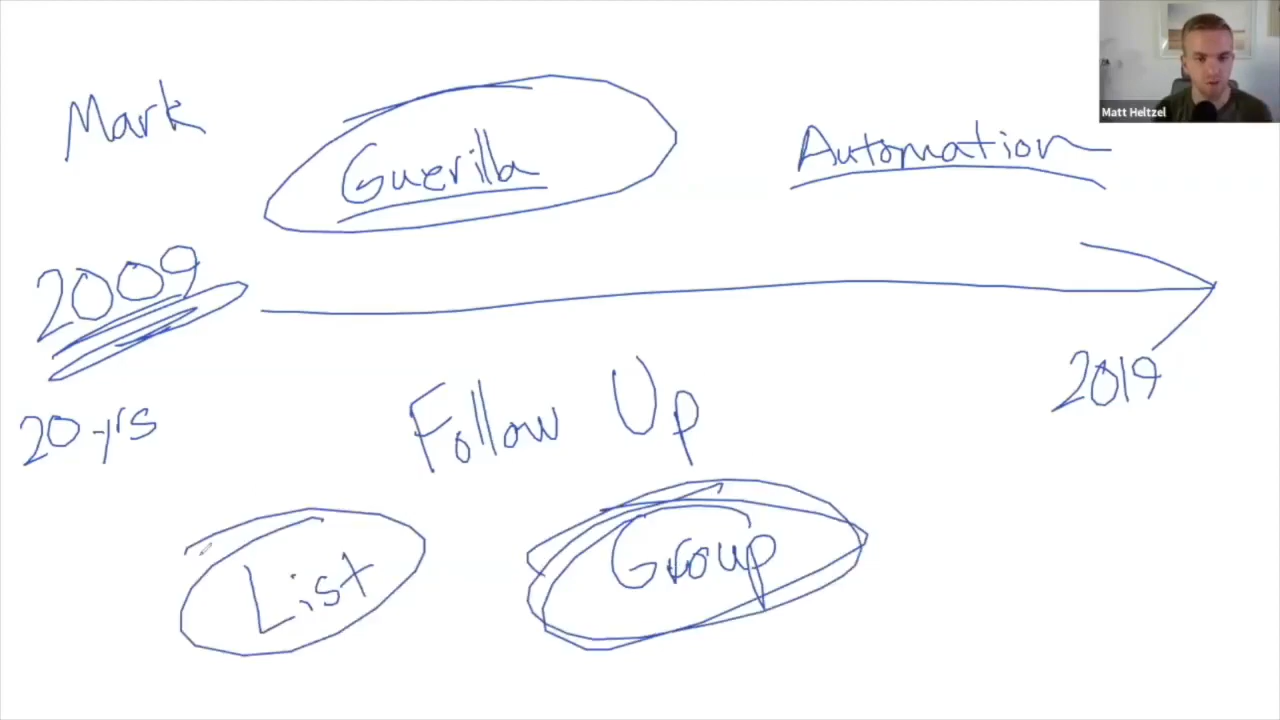 Matt Heltzel
Mark
Guerilla
Automation
2009
2019
20 yrs
Follow Up
List
Group